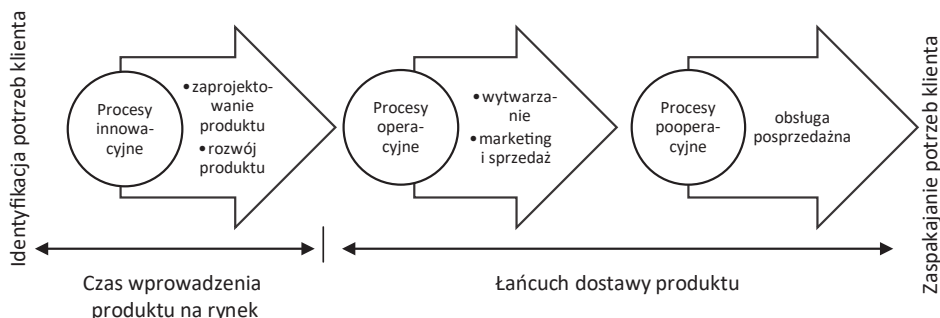 Identyfikacja potrzeb klienta
Procesy
innowa-
cyjne
•zaprojekto-
wanie
produktu
•rozwój
produktu
Procesy
opera-
cyjne
•wytwarza-
nie
•marketing
i sprzedaż
Procesy
poopera-
cyjne
obsługa
posprzedażna
Zaspakajanie potrzeb klienta
Czas wprowadzenia
produktu na rynek
Łańcuch dostawy produktu